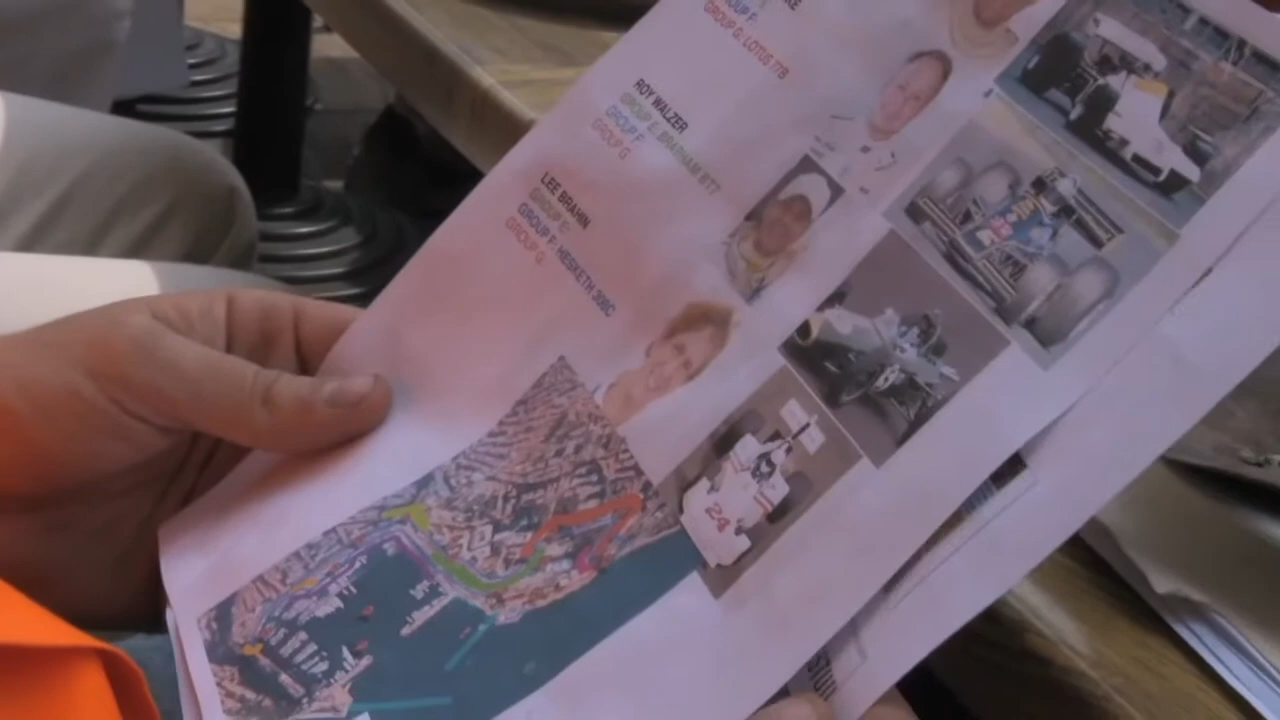 GROUP F:
GROUP G: LOTUS 77B
ROY WALZER
GROUP E: BRABHAM BT7
GROUP F:
GROUP G:
LEE BRAHIN
GROUP E:
GROUP F: HESKETH 308C
GROUP G:
24